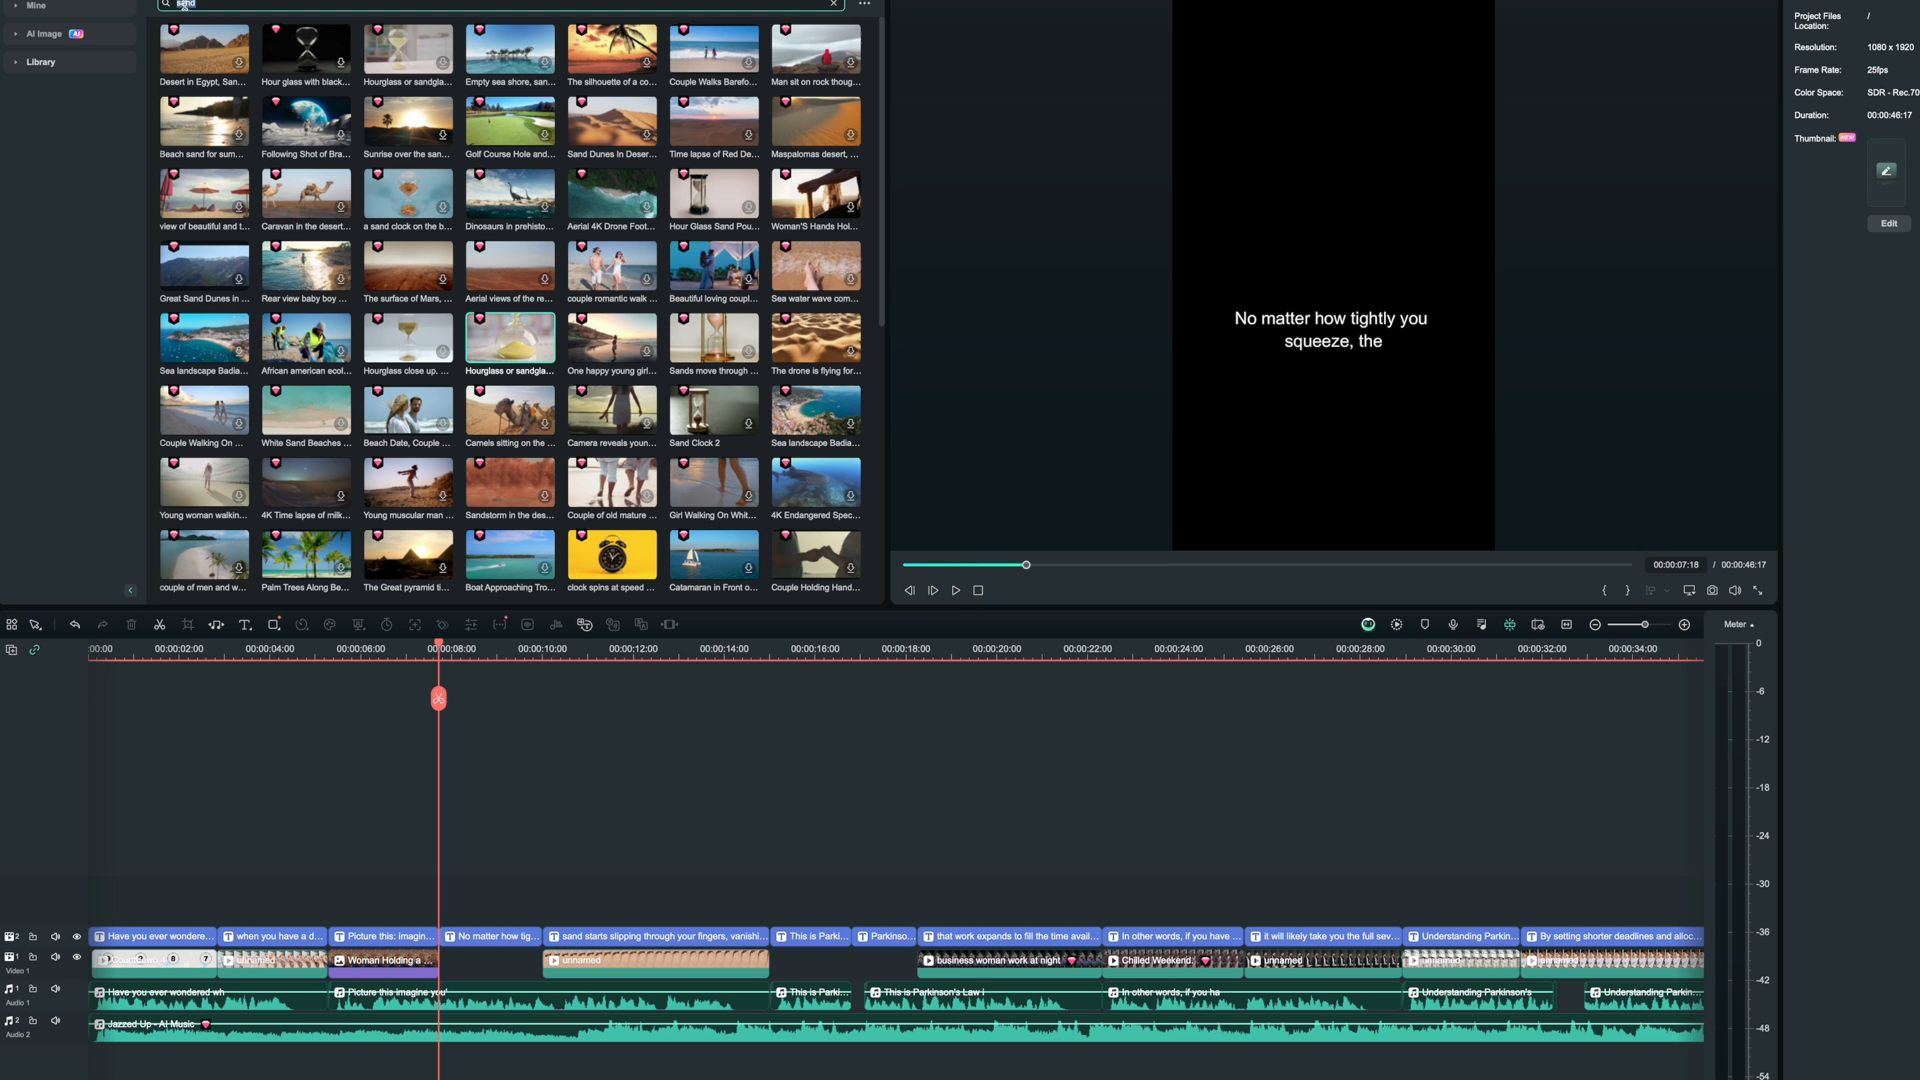 Mine
AI Image AI
Library
sand
Desert in Egypt, San...
Hour glass with black...
Hourglass or sandgla...
Empty sea shore, san...
The silhouette of a co...
Couple Walks Barefo...
Man sit on rock thoug...
Beach sand for sum...
Following Shot of Bra...
Sunrise over the san...
Golf Course Hole and...
Sand Dunes In Deser...
Time lapse of Red De...
Maspalomas desert, ...
view of beautiful and t...
Caravan in the desert...
a sand clock on the b...
Dinosaurs in prehisto...
Aerial 4K Drone Foot...
Hour Glass Sand Pou...
Woman'S Hands Hol...
Great Sand Dunes in ...
Rear view baby boy ...
The surface of Mars, ...
Aerial views of the re...
couple romantic walk ...
Beautiful loving coupl...
Sea water wave com...
Sea landscape Badia...
African american ecol...
Hourglass close up. ...
Hourglass or sandgla...
One happy young girl...
Sands move through ...
The drone is flying for...
Couple Walking On ...
White Sand Beaches ...
Beach Date, Couple ...
Camels sitting on the ...
Camera reveals youn...
Sand Clock 2
Sea landscape Badia...
Young woman walkin...
4K Time lapse of milk...
Young muscular man ...
Sandstorm in the des...
Couple of old mature ...
Girl Walking On Whit...
4K Endangered Spec...
couple of men and w...
Palm Trees Along Be...
The Great pyramid ti...
Boat Approaching Tro...
clock spins at speed ...
Catamaran in Front o...
Couple Holding Hand...
No matter how tightly you
squeeze, the
00:00:07:18 / 00:00:46:17
Project Files
Location: /
Resolution: 1080 x 1920
Frame Rate: 25fps
Color Space: SDR - Rec.70
Duration: 00:00:46:17
Thumbnail: NEW
Edit
Meter
:00:00 00:00:02:00 00:00:04:00 00:00:06:00 00:00:08:00 00:00:10:00 00:00:12:00 00:00:14:00 00:00:16:00 00:00:18:00 00:00:20:00 00:00:22:00 00:00:24:00 00:00:26:00 00:00:28:00 00:00:30:00 00:00:32:00 00:00:34:00
0
-6
-12
-18
-24
-30
-36
-42
-48
-54
2 Have you ever wondere... when you have a d... Picture this: imagin... No matter how tig... sand starts slipping through your fingers, vanishi... This is Parki... Parkinso... that work expands to fill the time avail... In other words, if you have ... it will likely take you the full sev... Understanding Parkin... By setting shorter deadlines and alloc...
1 8 7 unnamed Woman Holding a ... unnamed business woman work at night Chilled Weekend. unnamed unnamed unnamed
Video 1
1 Have you ever wondered wh Picture this imagine you' This is Parki... This is Parkinson's Law i In other words, if you ha Understanding Parkinson's Understanding Parkin...
Audio 1
2 Jazzed Up - AI Music
Audio 2